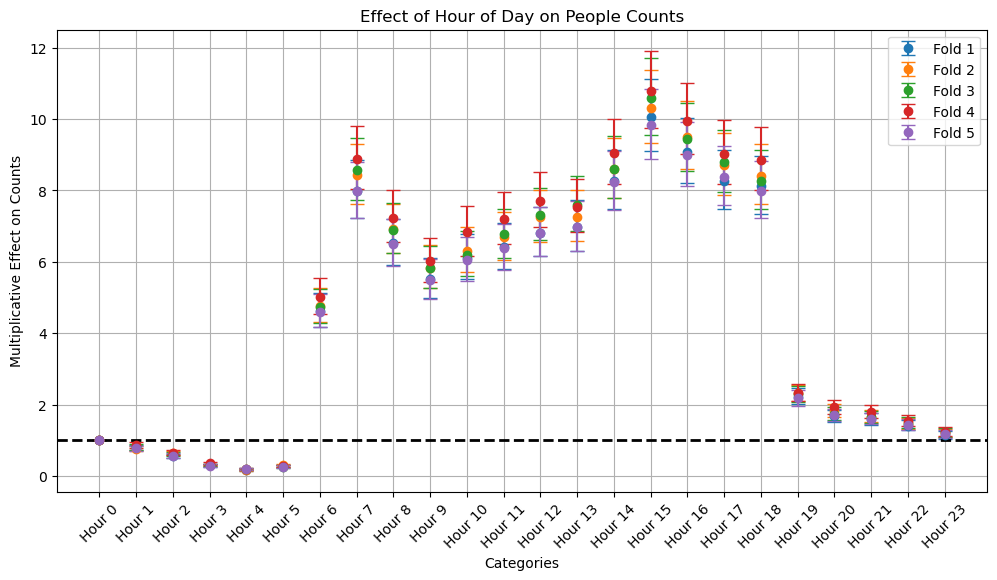 Effect of Hour of Day on People Counts
Multiplicative Effect on Counts
12
10
8
6
4
2
0
Fold 1
Fold 2
Fold 3
Fold 4
Fold 5
Hour 0
Hour 1
Hour 2
Hour 3
Hour 4
Hour 5
Hour 6
Hour 7
Hour 8
Hour 9
Hour 10
Hour 11
Hour 12
Hour 13
Hour 14
Hour 15
Hour 16
Hour 17
Hour 18
Hour 19
Hour 20
Hour 21
Hour 22
Hour 23
Categories